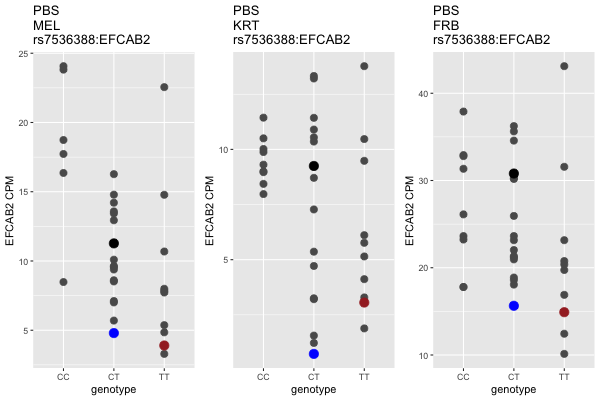 PBS
MEL
rs7536388:EFCAB2
25
20
15
10
5
EFCAB2 CPM
CC CT TT
genotype
PBS
KRT
rs7536388:EFCAB2
10
5
EFCAB2 CPM
CC CT TT
genotype
PBS
FRB
rs7536388:EFCAB2
40
30
20
10
EFCAB2 CPM
CC CT TT
genotype